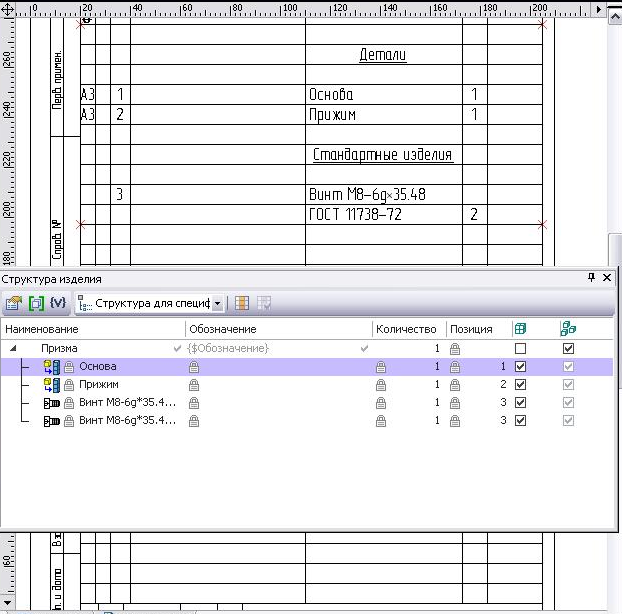 0 20 40 60 80 100 120 140 160 180 200
260
240
220
200
180
Перв. примен.
Справ. №
Детали
А3 1 Основа 1
А3 2 Прижим 1
Стандартные изделия
3 Винт М8–6g×35.48
ГОСТ 11738–72 2
Структура изделия
{V} Структура для специф
Наименование Обозначение Количество Позиция
Призма {$Обозначение} 1
Основа 1 1
Прижим 1 2
Винт М8-6g*35.4... 1 3
Винт М8-6g*35.4... 1 3
60
и дата